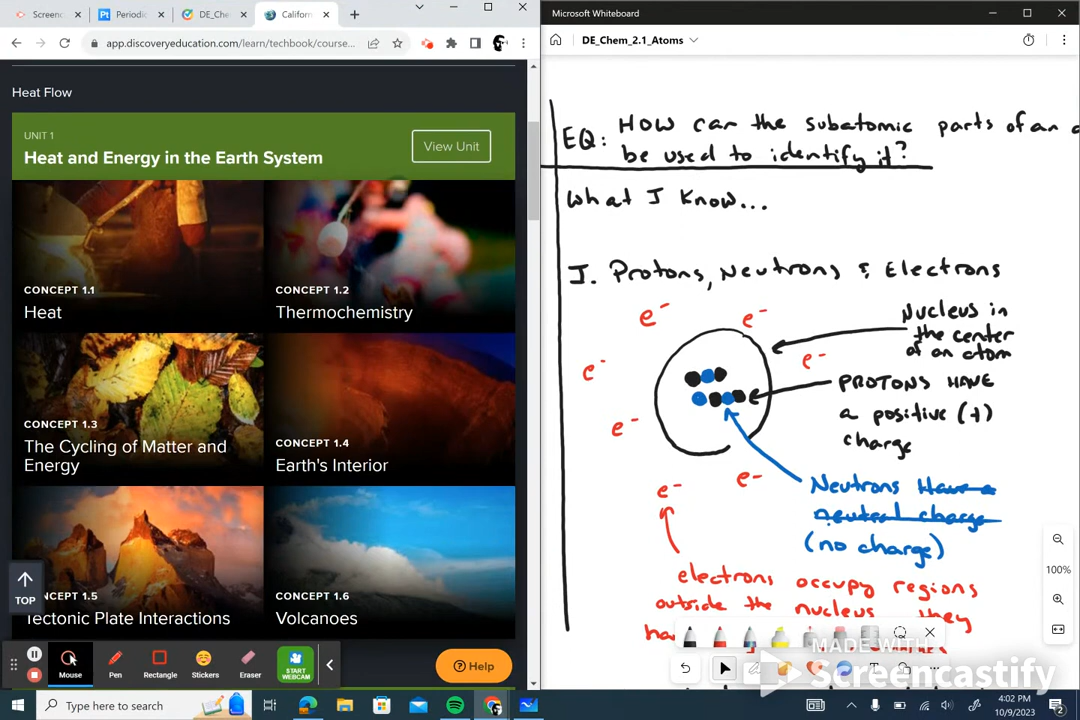 Screenc
Periodic
DE_Che
Californ
app.discoveryeducation.com/learn/techbook/course...
Heat Flow
UNIT 1
Heat and Energy in the Earth System
View Unit
CONCEPT 1.1
Heat
CONCEPT 1.2
Thermochemistry
CONCEPT 1.3
The Cycling of Matter and
Energy
CONCEPT 1.4
Earth's Interior
CONCEPT 1.5
Tectonic Plate Interactions
CONCEPT 1.6
Volcanoes
TOP
Mouse
Pen
Rectangle
Stickers
Eraser
START
WEBCAM
Help
Type here to search
Microsoft Whiteboard
DE_Chem_2.1_Atoms
EQ: How can the subatomic parts of an a
be used to identify it?
What I know...
I. Protons, Neutrons & Electrons
e⁻
e⁻
e⁻
e⁻
e⁻
e⁻
e⁻
Nucleus in
the center
of an atom
PROTONS HAVE
a positive (+)
charge
Neutrons Have a
neutral charge
(no charge)
electrons occupy regions
outside the nucleus they
100%
MADE WITH
Screencastify
4:02 PM
10/9/2023
2